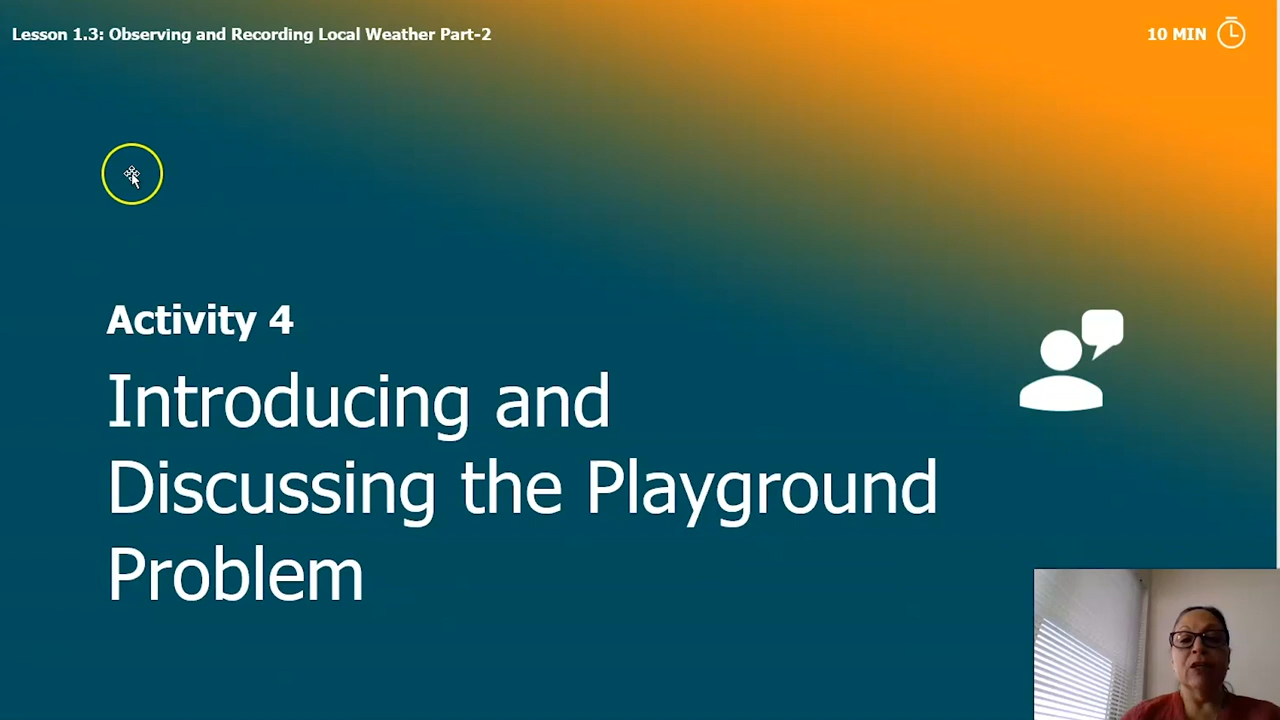 Lesson 1.3: Observing and Recording Local Weather Part-2
10 MIN
Activity 4
Introducing and
Discussing the Playground
Problem